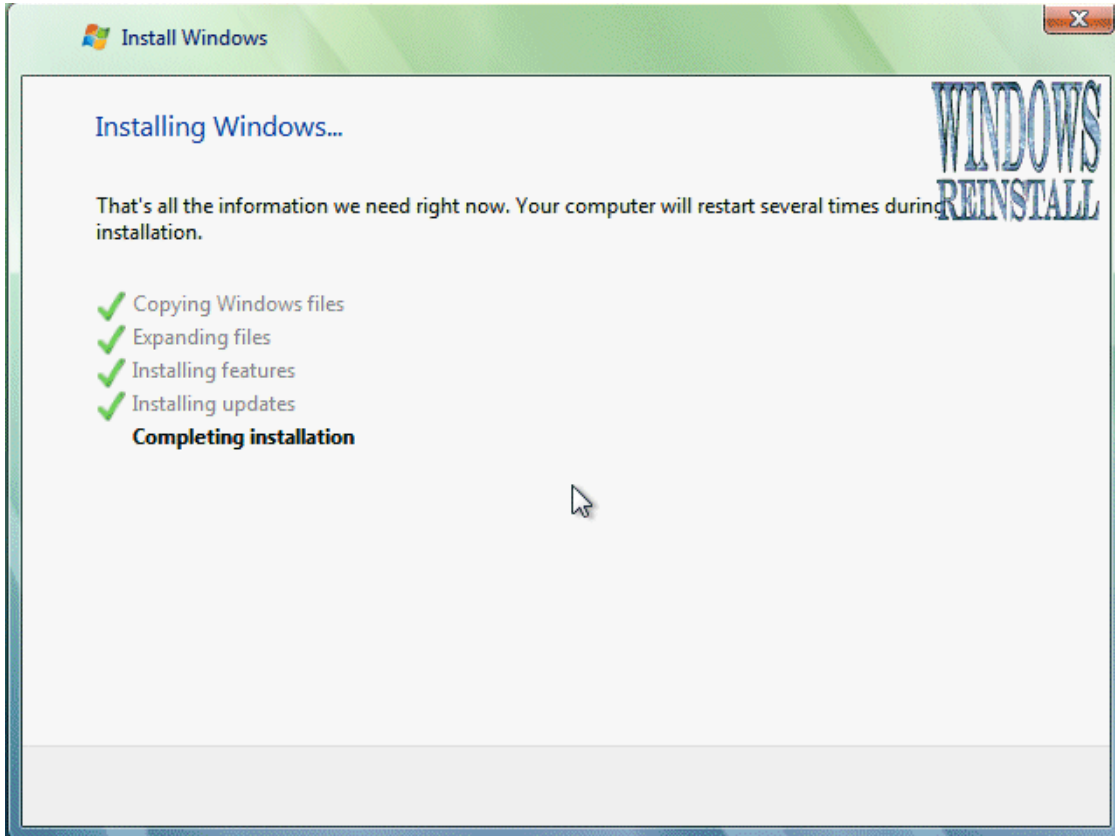 Install Windows
Installing Windows...
WINDOWS
REINSTALL
That's all the information we need right now. Your computer will restart several times during
installation.
Copying Windows files
Expanding files
Installing features
Installing updates
Completing installation